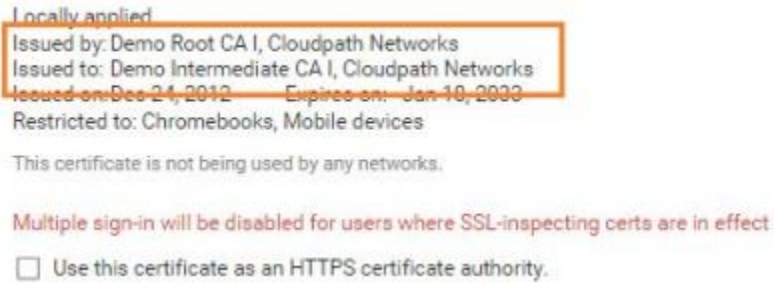 Locally applied
Issued by: Demo Root CA I, Cloudpath Networks
Issued to: Demo Intermediate CA I, Cloudpath Networks
Issued on: Dec 24, 2012 Expires on: Jan 10, 2033
Restricted to: Chromebooks, Mobile devices
This certificate is not being used by any networks.
Multiple sign-in will be disabled for users where SSL-inspecting certs are in effect
Use this certificate as an HTTPS certificate authority.